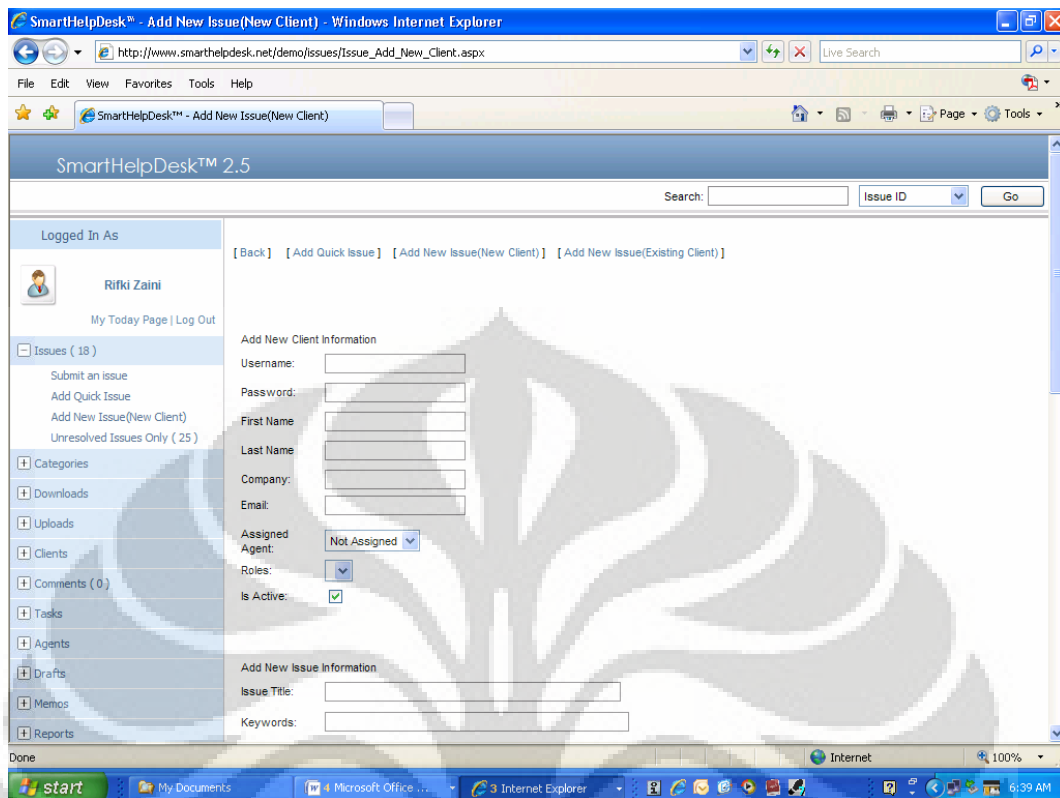 SmartHelpDesk™ - Add New Issue(New Client) - Windows Internet Explorer
http://www.smarthelpdesk.net/demo/issues/Issue_Add_New_Client.aspx
Live Search
File Edit View Favorites Tools Help
SmartHelpDesk™ - Add New Issue(New Client)
Page Tools
SmartHelpDesk™ 2.5
Search: Issue ID Go
Logged In As
Rifki Zaini
My Today Page | Log Out
Issues ( 18 )
Submit an issue
Add Quick Issue
Add New Issue(New Client)
Unresolved Issues Only ( 25 )
Categories
Downloads
Uploads
Clients
Comments ( 0 )
Tasks
Agents
Drafts
Memos
Reports
[ Back ] [ Add Quick Issue ] [ Add New Issue(New Client) ] [ Add New Issue(Existing Client) ]
Add New Client Information
Username:
Password:
First Name
Last Name
Company:
Email:
Assigned
Agent: Not Assigned
Roles:
Is Active:
Add New Issue Information
Issue Title:
Keywords:
Done Internet 100%
start My Documents 4 Microsoft Office ... 3 Internet Explorer 6:39 AM